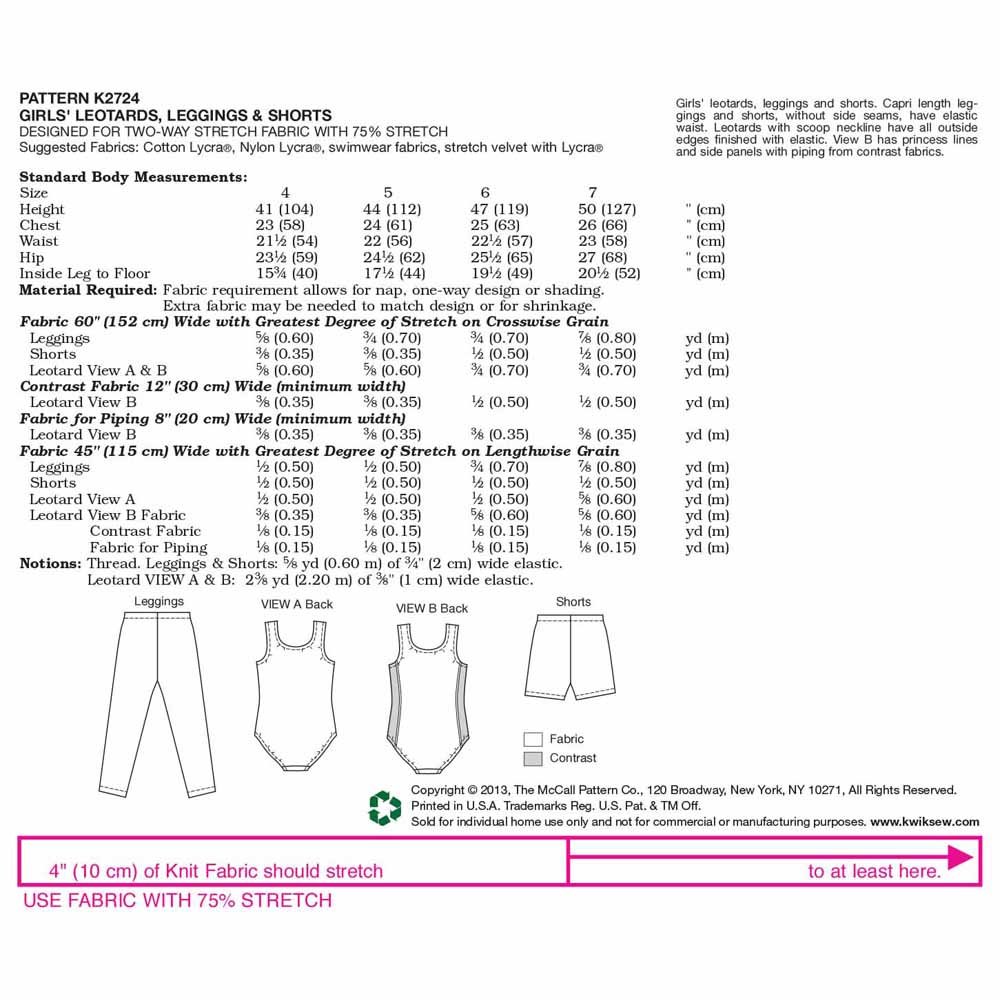 PATTERN K2724
GIRLS' LEOTARDS, LEGGINGS & SHORTS
DESIGNED FOR TWO-WAY STRETCH FABRIC WITH 75% STRETCH
Suggested Fabrics: Cotton Lycra®, Nylon Lycra®, swimwear fabrics, stretch velvet with Lycra®
Girls' leotards, leggings and shorts. Capri length leg-
gings and shorts, without side seams, have elastic
waist. Leotards with scoop neckline have all outside
edges finished with elastic. View B has princess lines
and side panels with piping from contrast fabrics.
Standard Body Measurements:
Size 4 5 6 7
Height 41 (104) 44 (112) 47 (119) 50 (127) " (cm)
Chest 23 (58) 24 (61) 25 (63) 26 (66) " (cm)
Waist 21½ (54) 22 (56) 22½ (57) 23 (58) " (cm)
Hip 23½ (59) 24½ (62) 25½ (65) 27 (68) " (cm)
Inside Leg to Floor 15¾ (40) 17½ (44) 19½ (49) 20½ (52) " (cm)
Material Required: Fabric requirement allows for nap, one-way design or shading.
Extra fabric may be needed to match design or for shrinkage.
Fabric 60" (152 cm) Wide with Greatest Degree of Stretch on Crosswise Grain
Leggings ⅝ (0.60) ¾ (0.70) ¾ (0.70) ⅞ (0.80) yd (m)
Shorts ⅜ (0.35) ⅜ (0.35) ½ (0.50) ½ (0.50) yd (m)
Leotard View A & B ⅝ (0.60) ⅝ (0.60) ¾ (0.70) ¾ (0.70) yd (m)
Contrast Fabric 12" (30 cm) Wide (minimum width)
Leotard View B ⅜ (0.35) ⅜ (0.35) ½ (0.50) ½ (0.50) yd (m)
Fabric for Piping 8" (20 cm) Wide (minimum width)
Leotard View B ⅜ (0.35) ⅜ (0.35) ⅜ (0.35) ⅜ (0.35) yd (m)
Fabric 45" (115 cm) Wide with Greatest Degree of Stretch on Lengthwise Grain
Leggings ½ (0.50) ½ (0.50) ¾ (0.70) ⅞ (0.80) yd (m)
Shorts ½ (0.50) ½ (0.50) ½ (0.50) ½ (0.50) yd (m)
Leotard View A ½ (0.50) ½ (0.50) ½ (0.50) ⅝ (0.60) yd (m)
Leotard View B Fabric ⅜ (0.35) ⅜ (0.35) ⅝ (0.60) ⅝ (0.60) yd (m)
Contrast Fabric ⅛ (0.15) ⅛ (0.15) ⅛ (0.15) ⅛ (0.15) yd (m)
Fabric for Piping ⅛ (0.15) ⅛ (0.15) ⅛ (0.15) ⅛ (0.15) yd (m)
Notions: Thread. Leggings & Shorts: ⅝ yd (0.60 m) of ¾" (2 cm) wide elastic.
Leotard VIEW A & B: 2⅜ yd (2.20 m) of ⅜" (1 cm) wide elastic.
Leggings
VIEW A Back
VIEW B Back
Shorts
Fabric
Contrast
Copyright © 2013, The McCall Pattern Co., 120 Broadway, New York, NY 10271, All Rights Reserved.
Printed in U.S.A. Trademarks Reg. U.S. Pat. & TM Off.
Sold for individual home use only and not for commercial or manufacturing purposes. www.kwiksew.com
4" (10 cm) of Knit Fabric should stretch to at least here.
USE FABRIC WITH 75% STRETCH